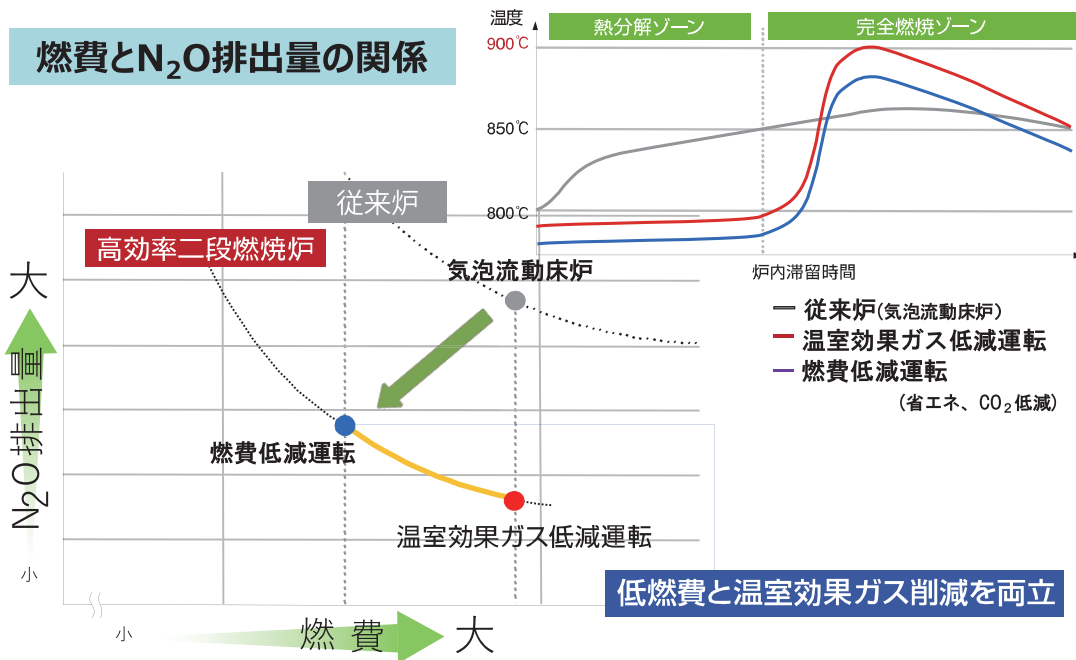 燃費とN₂O排出量の関係
温度
熱分解ゾーン
完全燃焼ゾーン
900℃
850℃
800℃
炉内滞留時間
従来炉(気泡流動床炉)
温室効果ガス低減運転
燃費低減運転
(省エネ、CO₂低減)
従来炉
高効率二段燃焼炉
気泡流動床炉
燃費低減運転
温室効果ガス低減運転
大
N₂O排出量
小
小
燃費
大
低燃費と温室効果ガス削減を両立